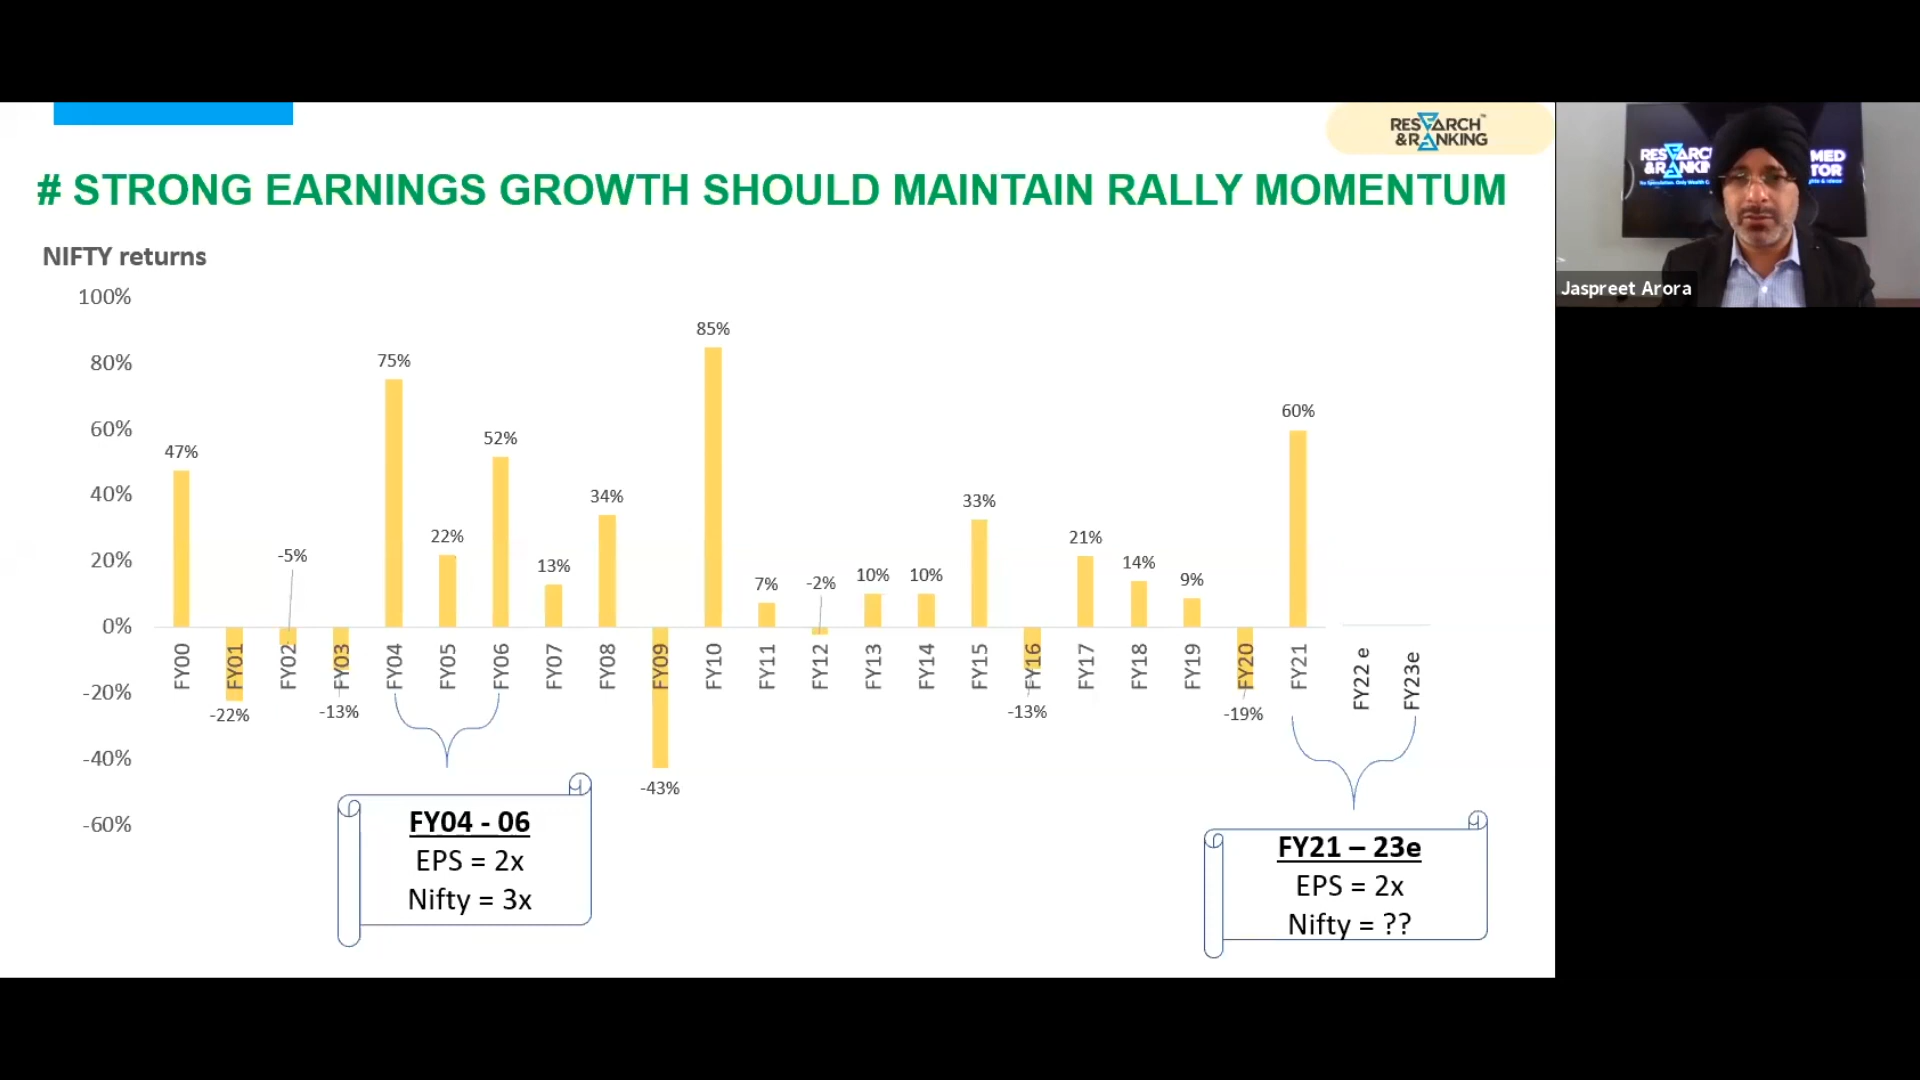 RESEARCH
& RANKING
# STRONG EARNINGS GROWTH SHOULD MAINTAIN RALLY MOMENTUM
NIFTY returns
100%
80%
60%
40%
20%
0%
-20%
-40%
-60%
47%
-22%
-5%
-13%
75%
22%
52%
13%
34%
-43%
85%
7%
-2%
10%
10%
33%
-13%
21%
14%
9%
-19%
60%
FY00
FY01
FY02
FY03
FY04
FY05
FY06
FY07
FY08
FY09
FY10
FY11
FY12
FY13
FY14
FY15
FY16
FY17
FY18
FY19
FY20
FY21
FY22 e
FY23e
FY04 - 06
EPS = 2x
Nifty = 3x
FY21 – 23e
EPS = 2x
Nifty = ??
MED
TOR
Jaspreet Arora